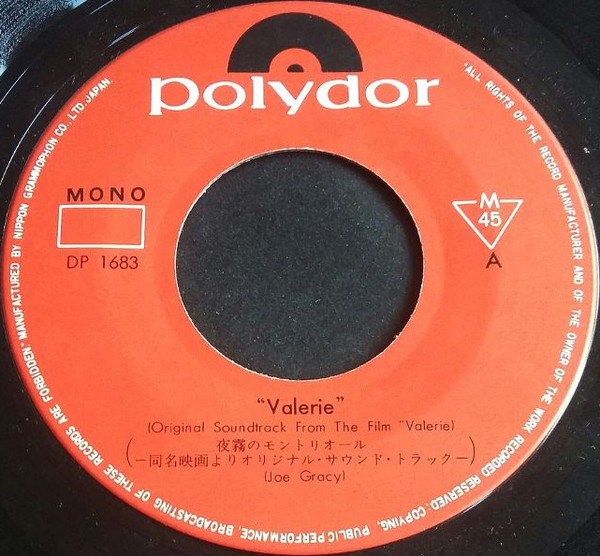 polydor
MONO
DP 1683
M
45
A
"Valerie"
(Original Soundtrack From The Film "Valerie)
夜霧のモントリオール
(―同名映画よりオリジナル・サウンド・トラック―)
(Joe Gracy)
*ALL RIGHTS OF THE RECORD MANUFACTURER AND OF THE OWNER OF THE WORK RECORDED RESERVED: COPYING, PUBLIC PERFORMANCE, BROADCASTING OF THESE RECORDS ARE FORBIDDEN・MANUFACTURED BY NIPPON GRAMMOPHON CO., LTD. JAPAN.